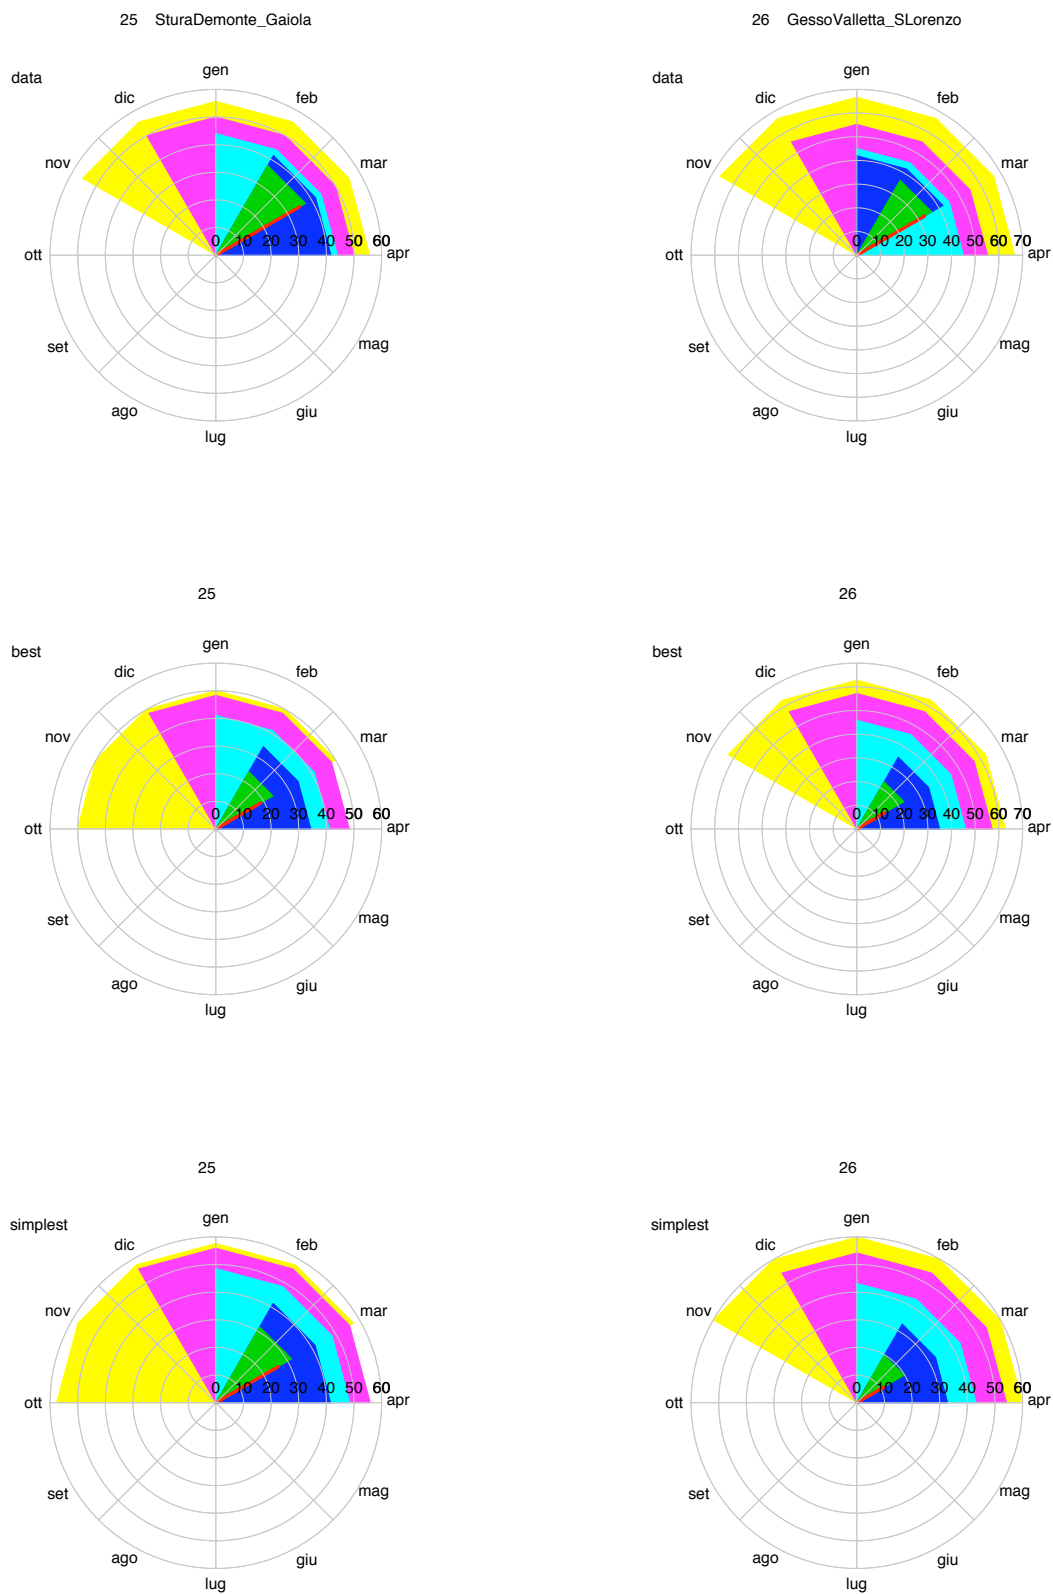 25 SturaDemonte_Gaiola
26 GessoValletta_SLorenzo
data
gen
feb
mar
apr
mag
giu
lug
ago
set
ott
nov
dic
0 10 20 30 40 50 60
data
gen
feb
mar
apr
mag
giu
lug
ago
set
ott
nov
dic
0 10 20 30 40 50 60 70
25
best
gen
feb
mar
apr
mag
giu
lug
ago
set
ott
nov
dic
0 10 20 30 40 50 60
26
best
gen
feb
mar
apr
mag
giu
lug
ago
set
ott
nov
dic
0 10 20 30 40 50 60 70
25
simplest
gen
feb
mar
apr
mag
giu
lug
ago
set
ott
nov
dic
0 10 20 30 40 50 60
26
simplest
gen
feb
mar
apr
mag
giu
lug
ago
set
ott
nov
dic
0 10 20 30 40 50 60